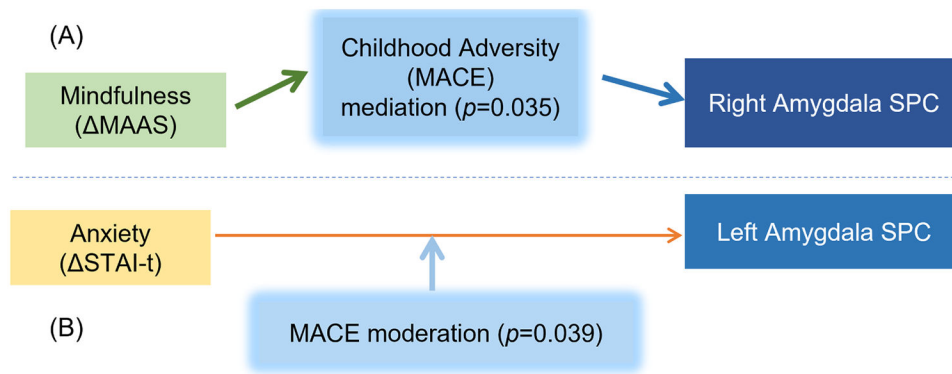 (A)
Mindfulness
(ΔMAAS)
Childhood Adversity
(MACE)
mediation (p=0.035)
Right Amygdala SPC
Anxiety
(ΔSTAI-t)
Left Amygdala SPC
(B)
MACE moderation (p=0.039)